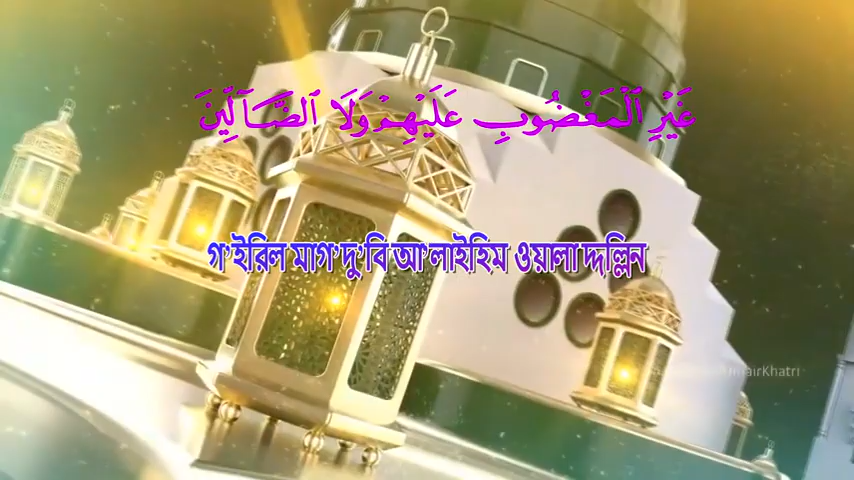 غَيْرِ ٱلْمَغْضُوبِ عَلَيْهِمْ وَلَا ٱلضَّآلِّينَ
গ'ইরিল মাগ'দু'বি আ'লাইহিম ওয়ালা দ্দল্লিন